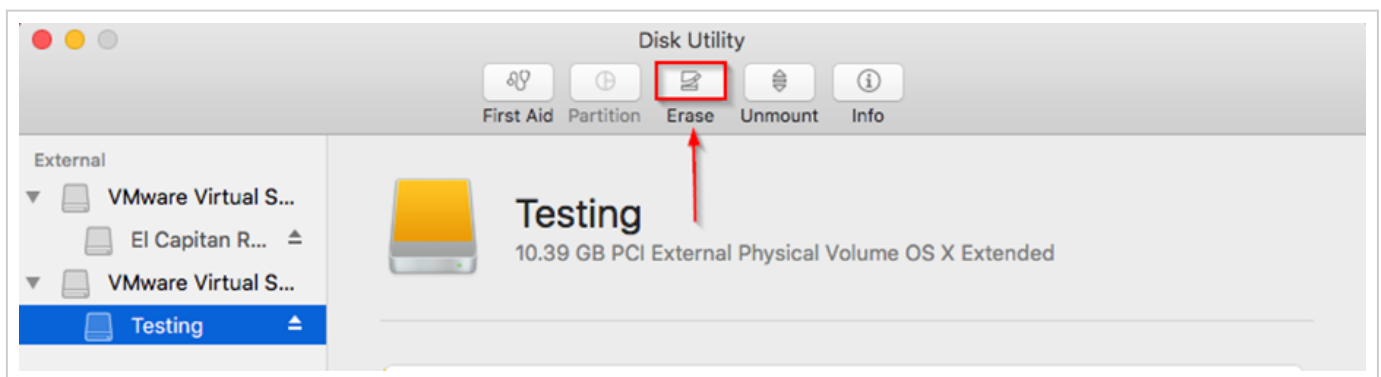 Disk Utility
First Aid Partition Erase Unmount Info
External
VMware Virtual S...
El Capitan R...
VMware Virtual S...
Testing
Testing
10.39 GB PCI External Physical Volume OS X Extended